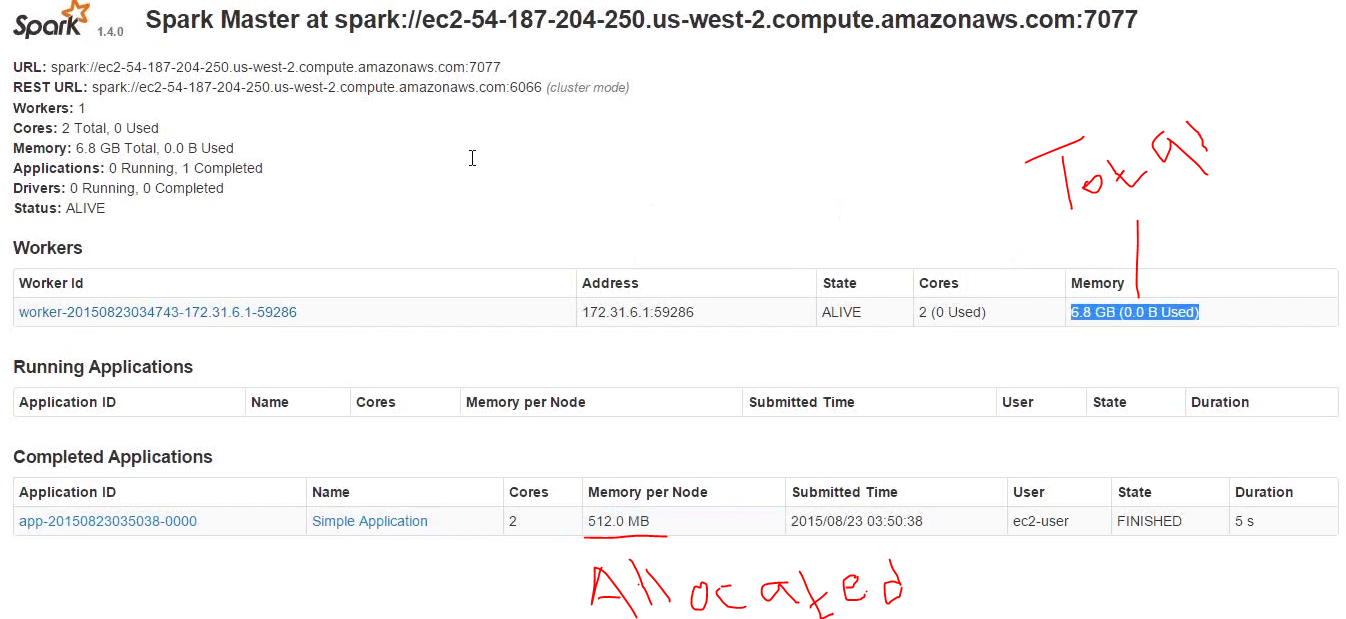 Spark 1.4.0 Spark Master at spark://ec2-54-187-204-250.us-west-2.compute.amazonaws.com:7077
URL: spark://ec2-54-187-204-250.us-west-2.compute.amazonaws.com:7077
REST URL: spark://ec2-54-187-204-250.us-west-2.compute.amazonaws.com:6066 (cluster mode)
Workers: 1
Cores: 2 Total, 0 Used
Memory: 6.8 GB Total, 0.0 B Used
Applications: 0 Running, 1 Completed
Drivers: 0 Running, 0 Completed
Status: ALIVE
Total
Workers
Worker Id Address State Cores Memory
worker-20150823034743-172.31.6.1-59286 172.31.6.1:59286 ALIVE 2 (0 Used) 6.8 GB (0.0 B Used)
Running Applications
Application ID Name Cores Memory per Node Submitted Time User State Duration
Completed Applications
Application ID Name Cores Memory per Node Submitted Time User State Duration
app-20150823035038-0000 Simple Application 2 512.0 MB 2015/08/23 03:50:38 ec2-user FINISHED 5 s
Allocated